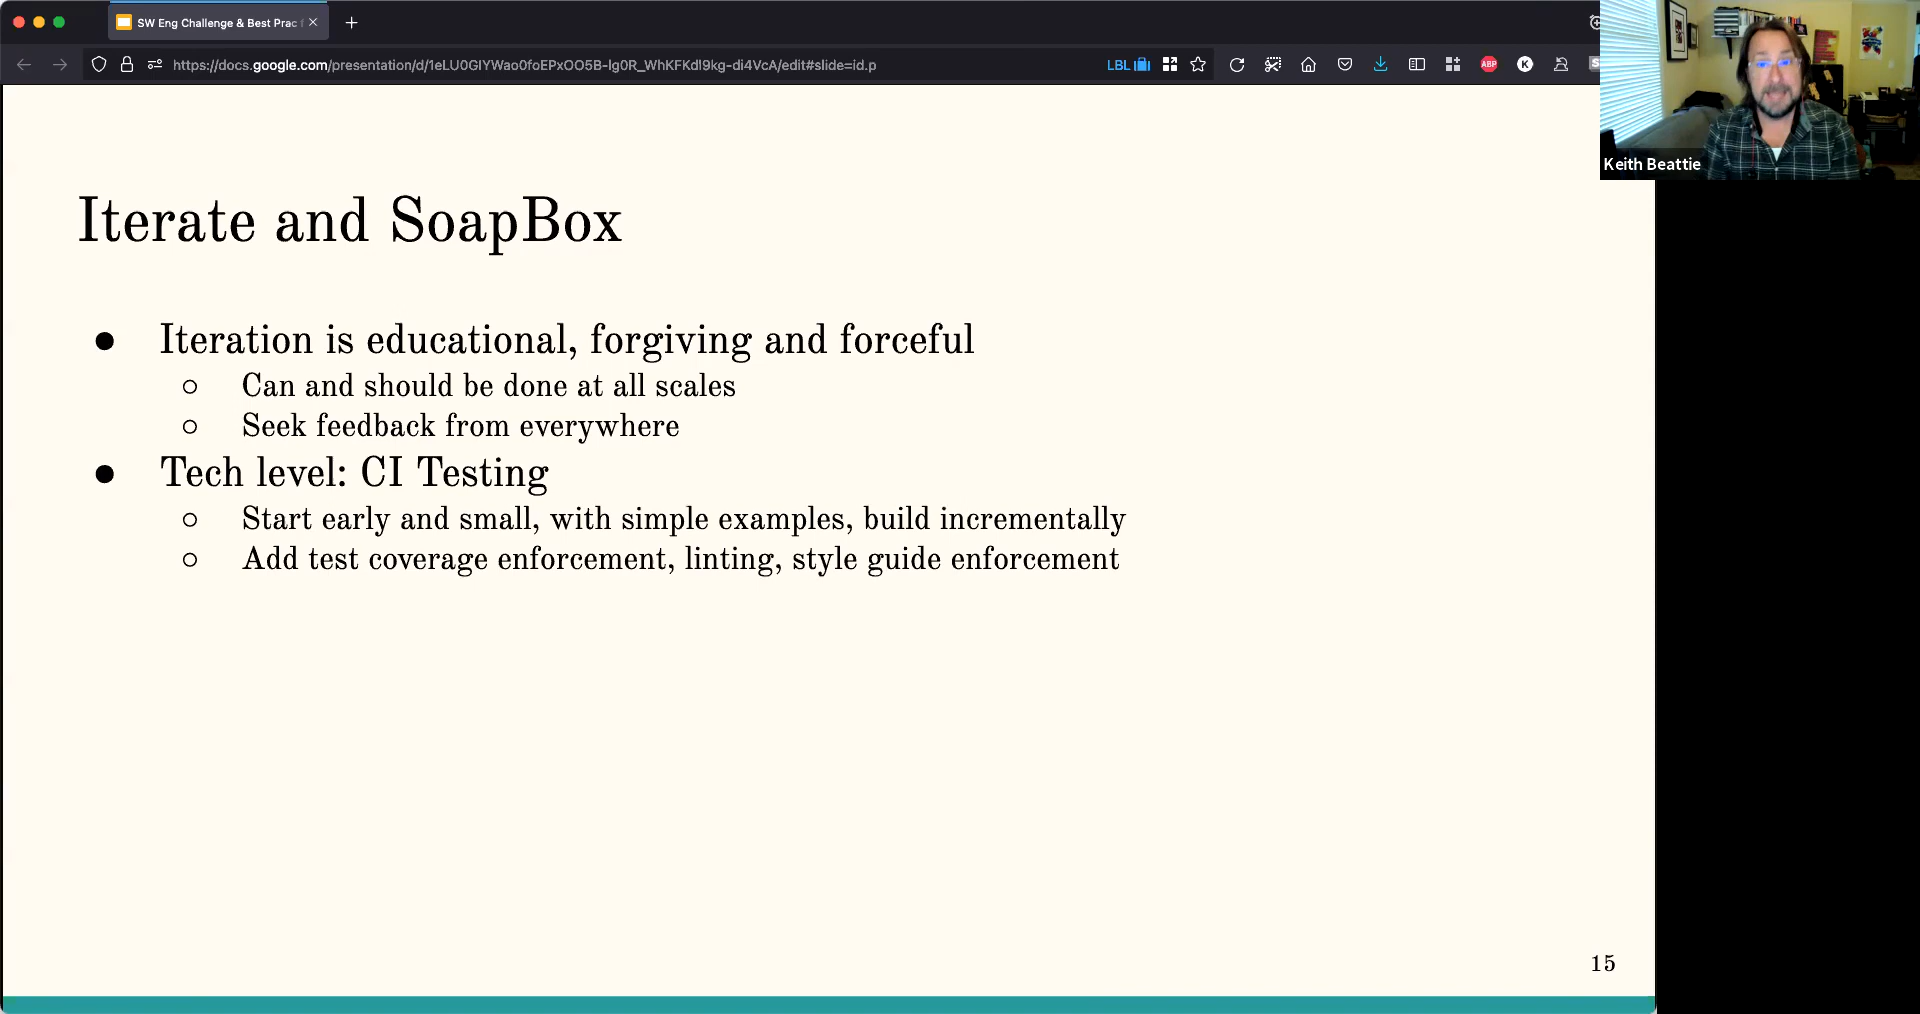 SW Eng Challenge & Best Prac
https://docs.google.com/presentation/d/1eLU0GIYWao0foEPxOO5B-Ig0R_WhKFKdl9kg-di4VcA/edit#slide=id.p
LBL
ABP
K
S
Keith Beattie
Iterate and SoapBox
● Iteration is educational, forgiving and forceful
○ Can and should be done at all scales
○ Seek feedback from everywhere
● Tech level: CI Testing
○ Start early and small, with simple examples, build incrementally
○ Add test coverage enforcement, linting, style guide enforcement
15